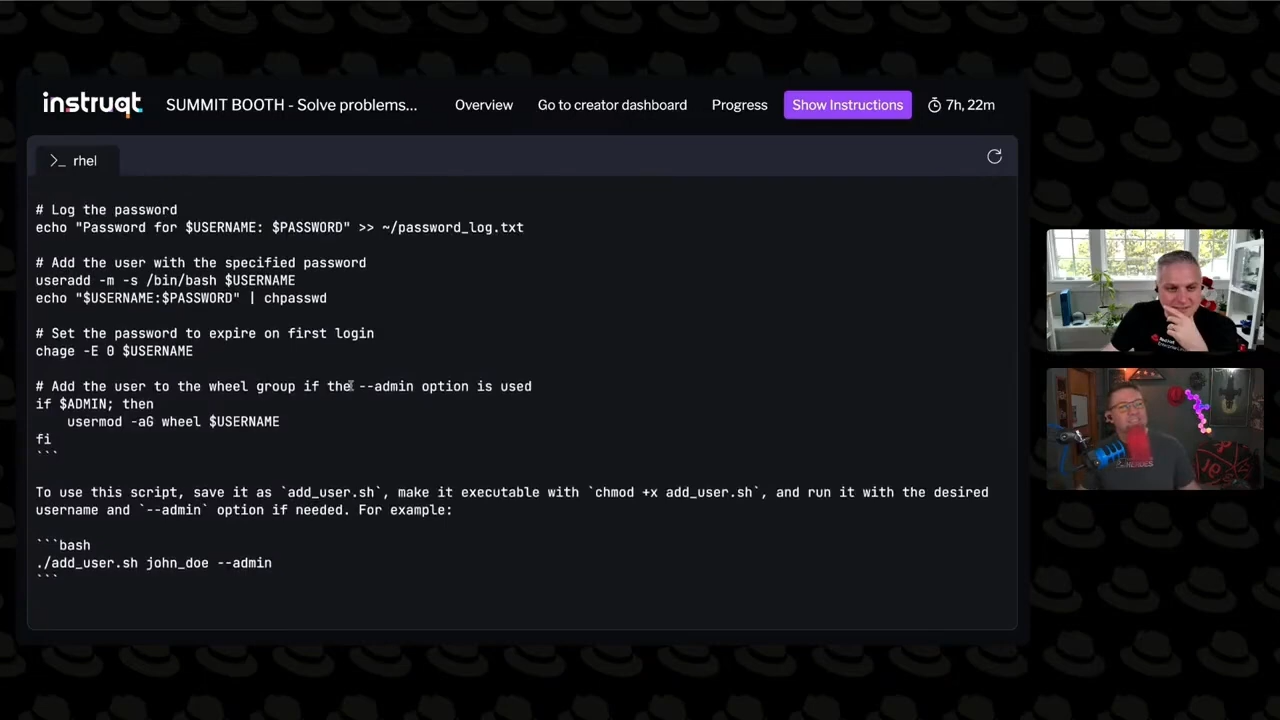 instruqt
SUMMIT BOOTH - Solve problems...
Overview
Go to creator dashboard
Progress
Show Instructions
7h, 22m
>_ rhel
# Log the password
echo "Password for $USERNAME: $PASSWORD" >> ~/password_log.txt
# Add the user with the specified password
useradd -m -s /bin/bash $USERNAME
echo "$USERNAME:$PASSWORD" | chpasswd
# Set the password to expire on first login
chage -E 0 $USERNAME
# Add the user to the wheel group if the --admin option is used
if $ADMIN; then
    usermod -aG wheel $USERNAME
fi
```
To use this script, save it as `add_user.sh`, make it executable with `chmod +x add_user.sh`, and run it with the desired
username and `--admin` option if needed. For example:
```bash
./add_user.sh john_doe --admin
```